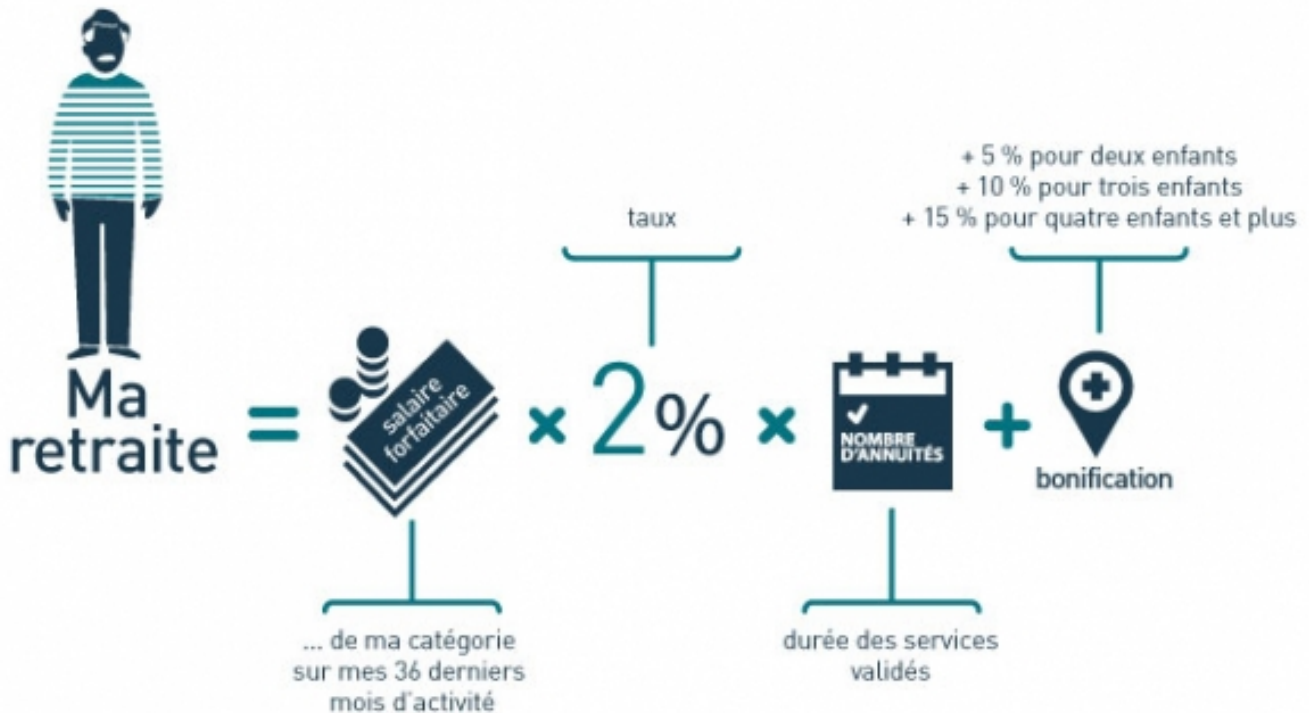 + 5 % pour deux enfants
+ 10 % pour trois enfants
+ 15 % pour quatre enfants et plus
taux
Ma
retraite
=
salaire
forfaitaire
×
2%
×
NOMBRE
D'ANNUITÉS
+
bonification
... de ma catégorie
sur mes 36 derniers
mois d'activité
durée des services
validés